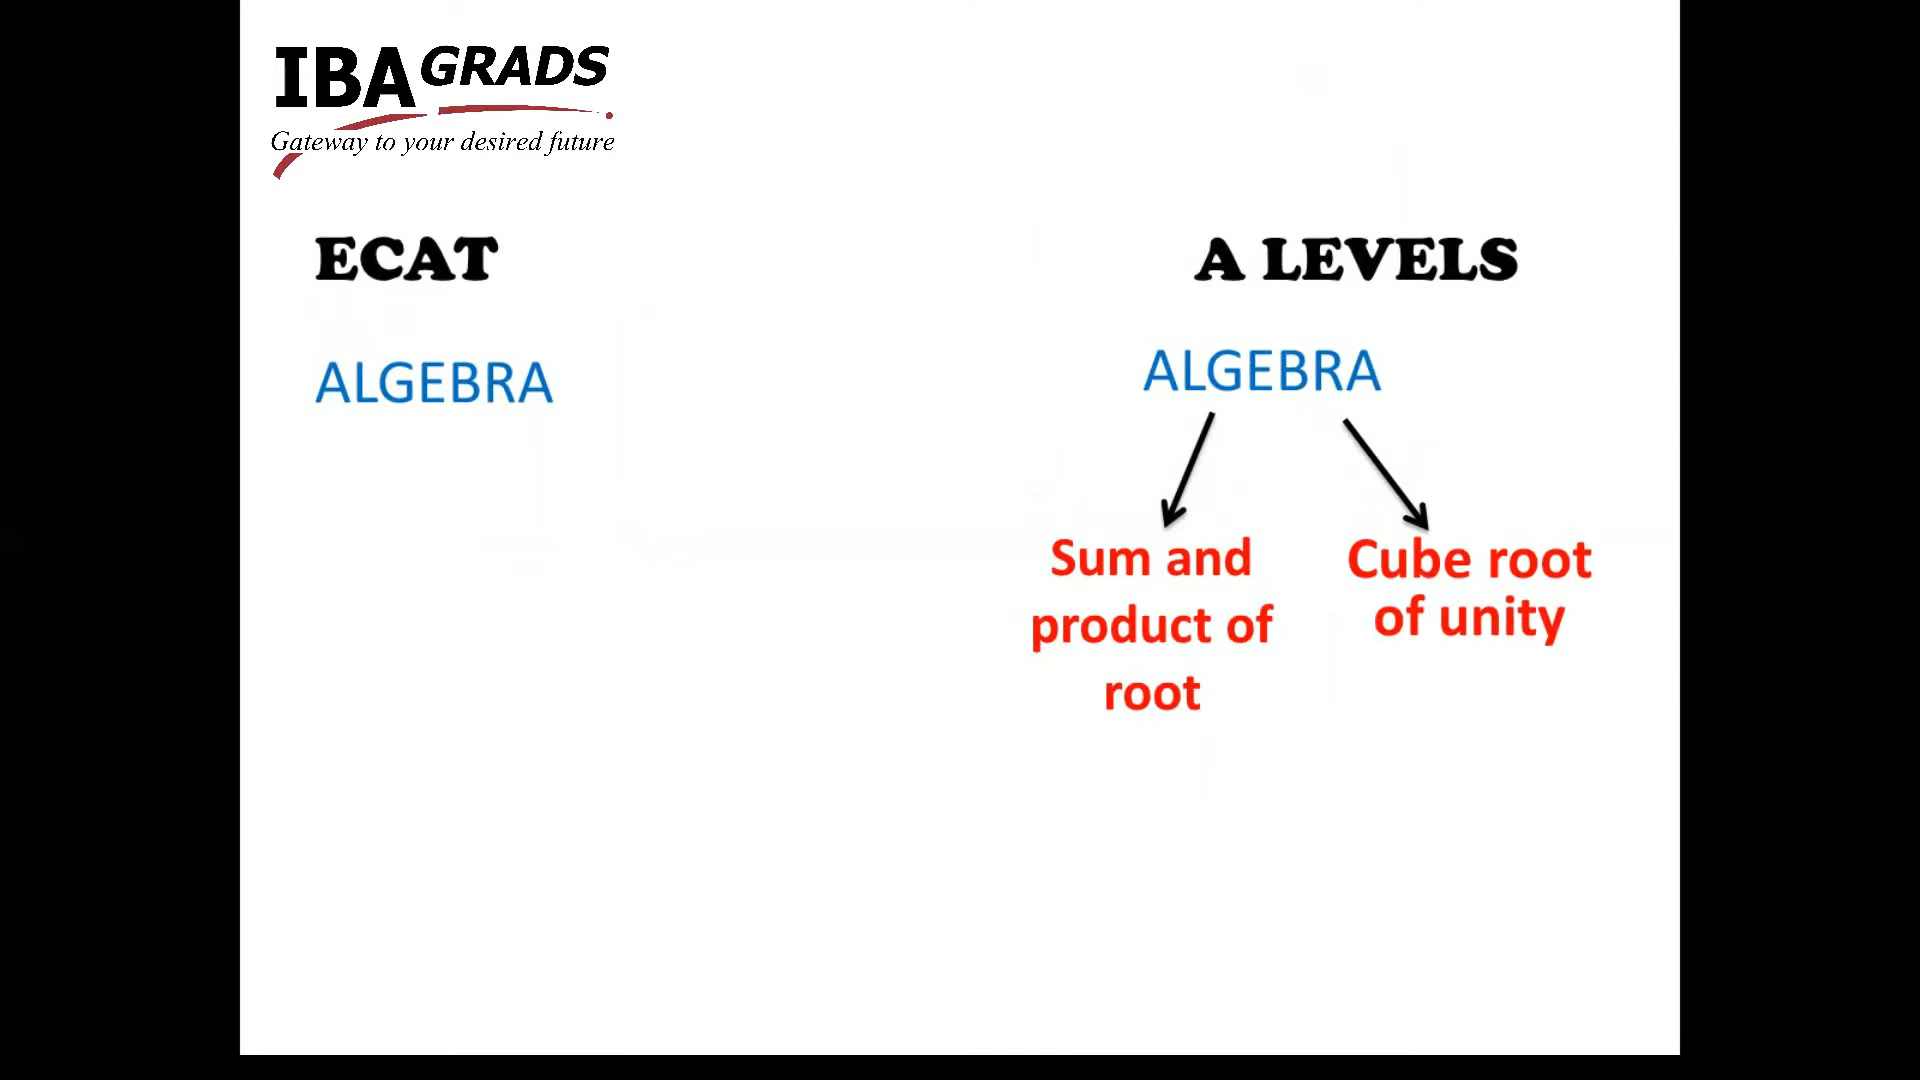 IBA GRADS
Gateway to your desired future
ECAT
A LEVELS
ALGEBRA
ALGEBRA
Sum and
product of
root
Cube root
of unity